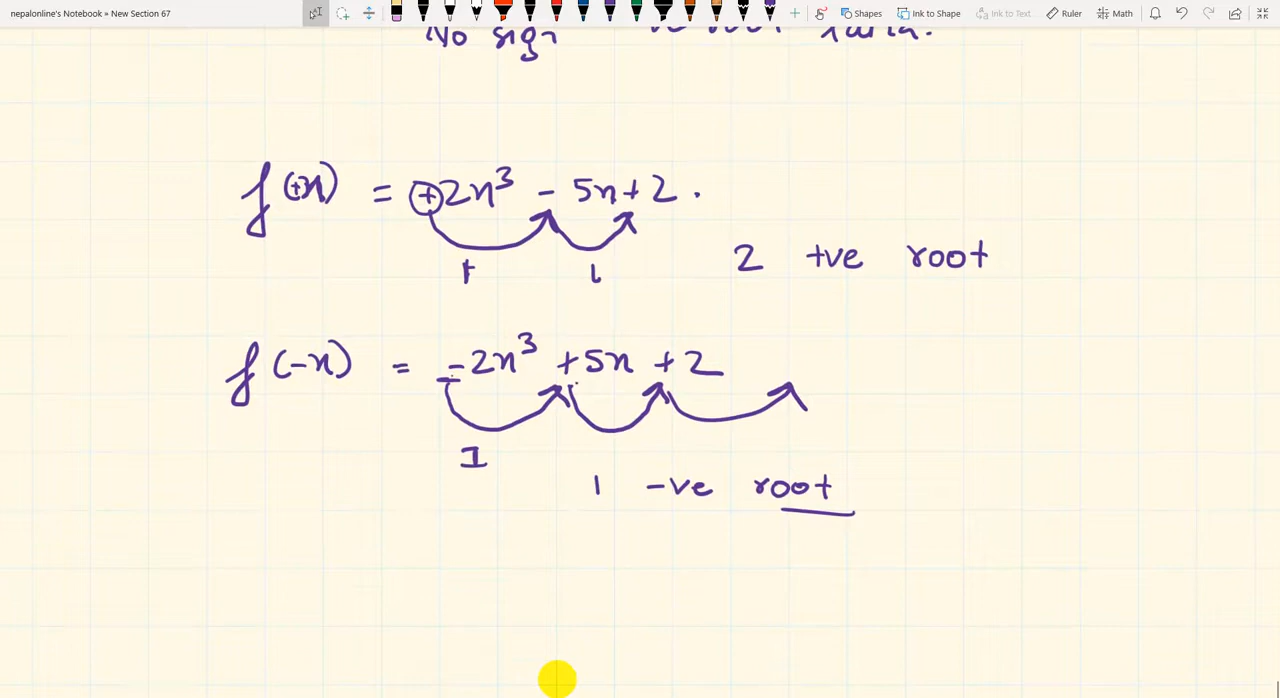 nepalonline's Notebook » New Section 67
Shapes Ink to Shape Ink to Text Ruler Math
No sign
f(+x) = +2x³ - 5x + 2.
1 1
2 +ve root
f(-x) = -2x³ + 5x + 2
1
1 -ve root